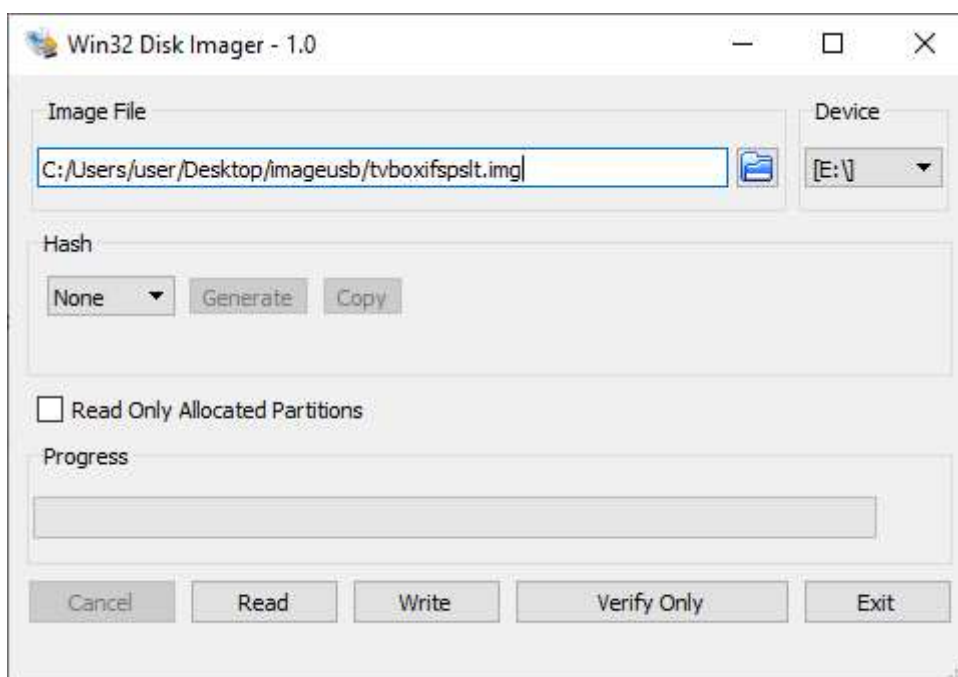 Win32 Disk Imager - 1.0
Image File
Device
C:/Users/user/Desktop/imageusb/tvboxifspslt.img
[E:\]
Hash
None
Generate
Copy
Read Only Allocated Partitions
Progress
Cancel
Read
Write
Verify Only
Exit